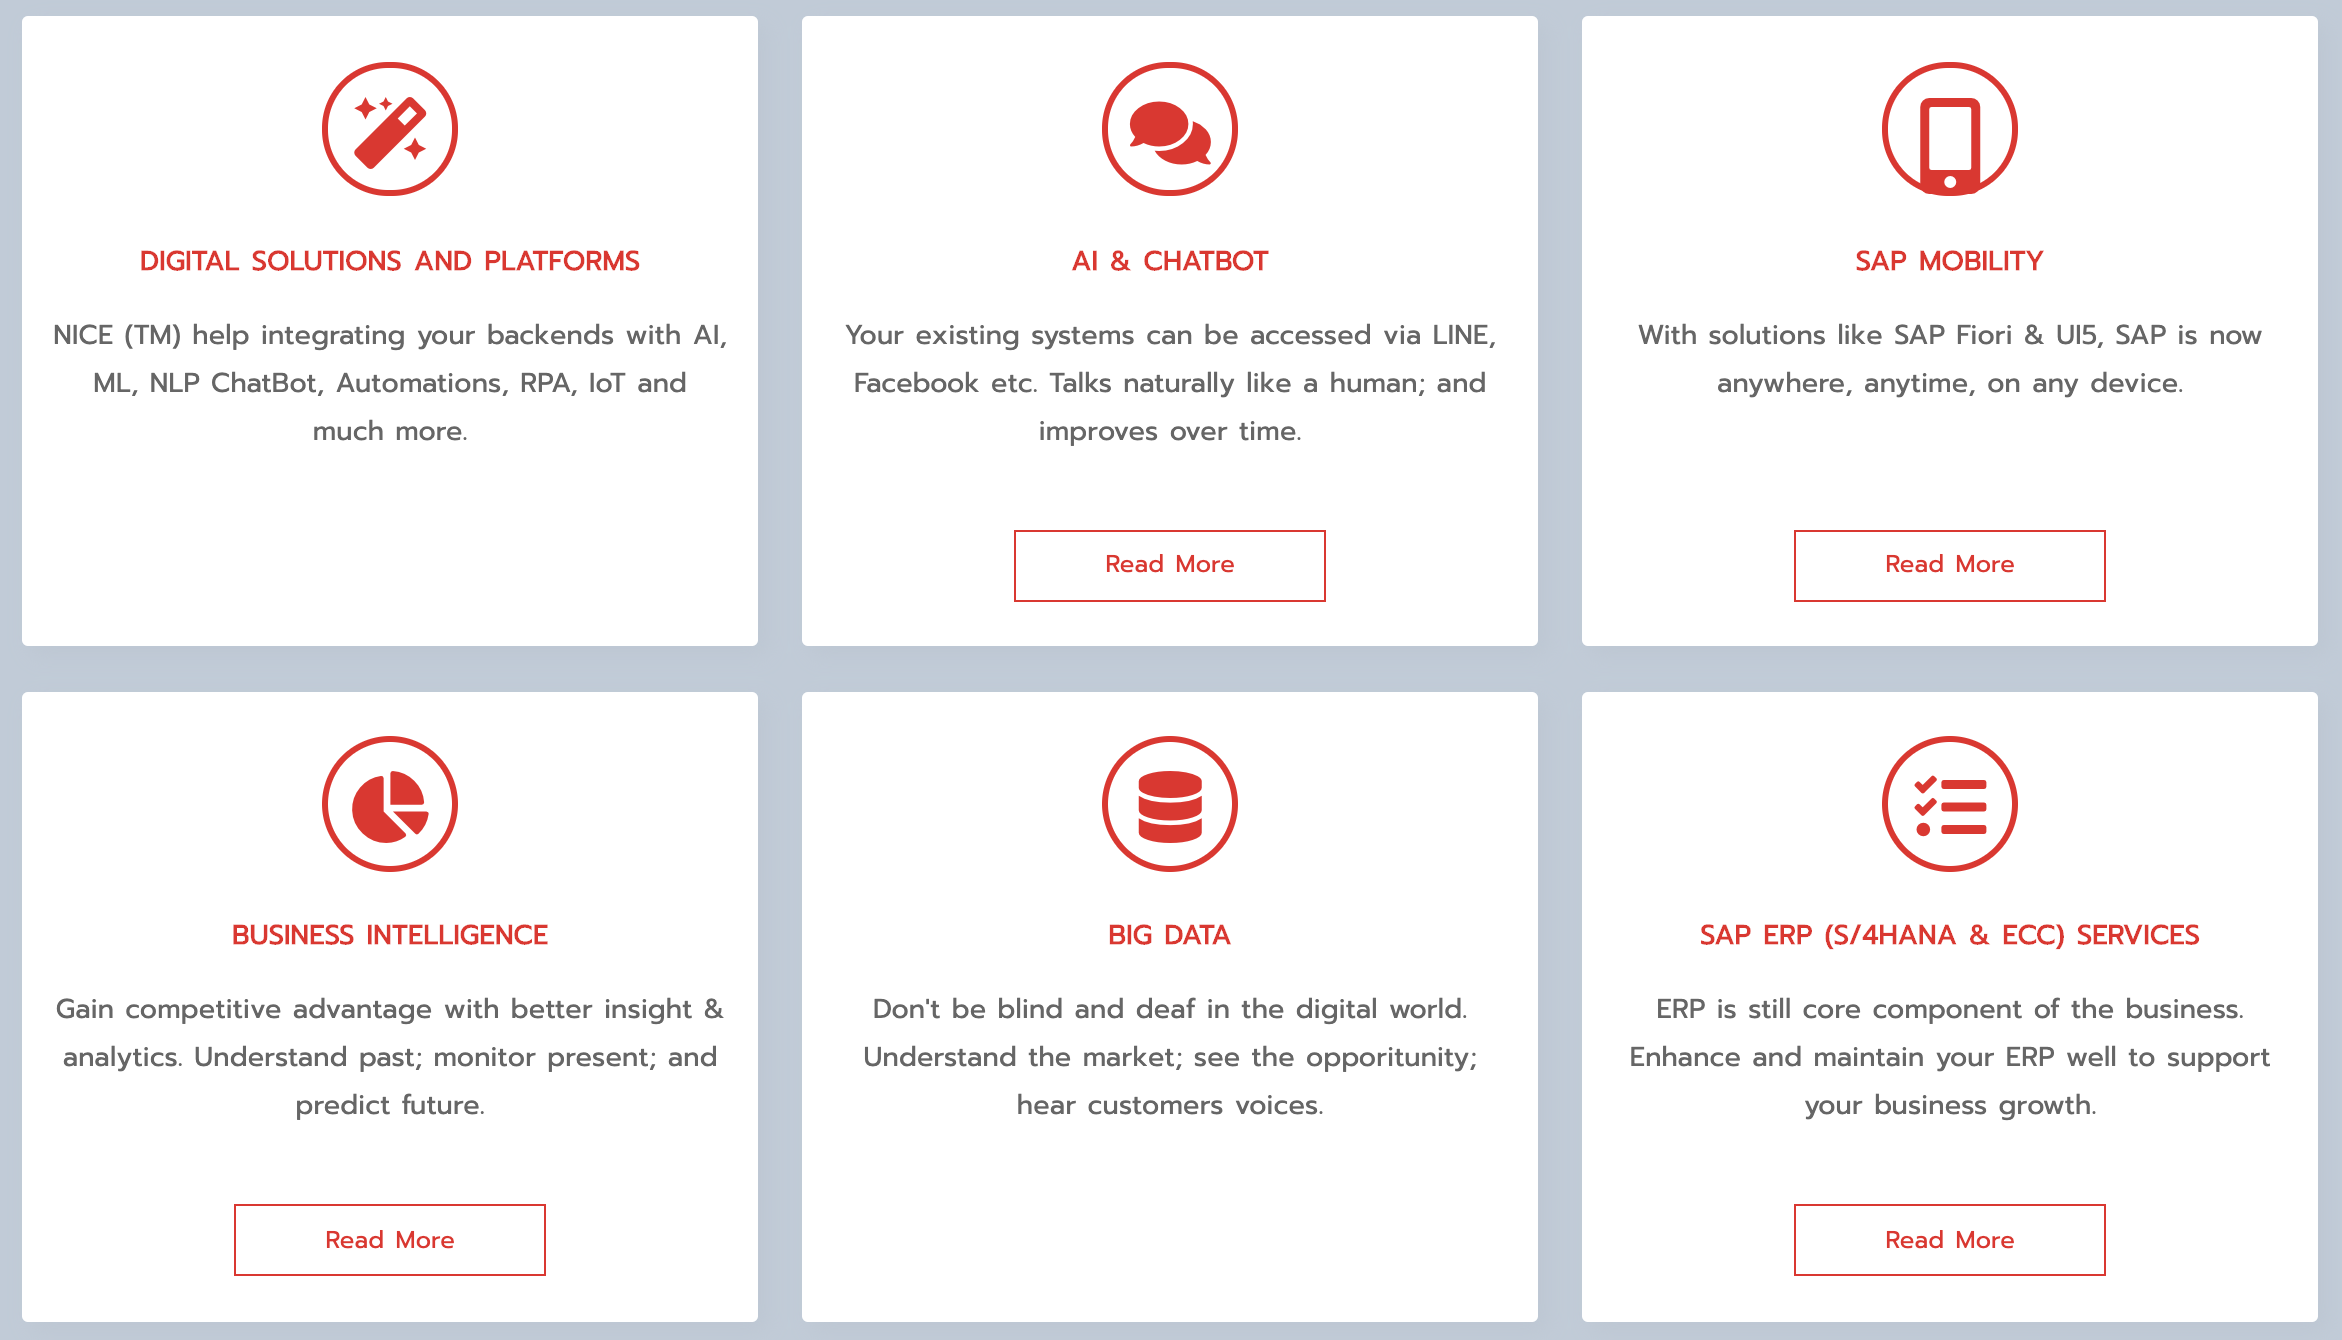 DIGITAL SOLUTIONS AND PLATFORMS
NICE (TM) help integrating your backends with AI,
ML, NLP ChatBot, Automations, RPA, IoT and
much more.
AI & CHATBOT
Your existing systems can be accessed via LINE,
Facebook etc. Talks naturally like a human; and
improves over time.
Read More
SAP MOBILITY
With solutions like SAP Fiori & UI5, SAP is now
anywhere, anytime, on any device.
Read More
BUSINESS INTELLIGENCE
Gain competitive advantage with better insight &
analytics. Understand past; monitor present; and
predict future.
Read More
BIG DATA
Don't be blind and deaf in the digital world.
Understand the market; see the opporitunity;
hear customers voices.
SAP ERP (S/4HANA & ECC) SERVICES
ERP is still core component of the business.
Enhance and maintain your ERP well to support
your business growth.
Read More